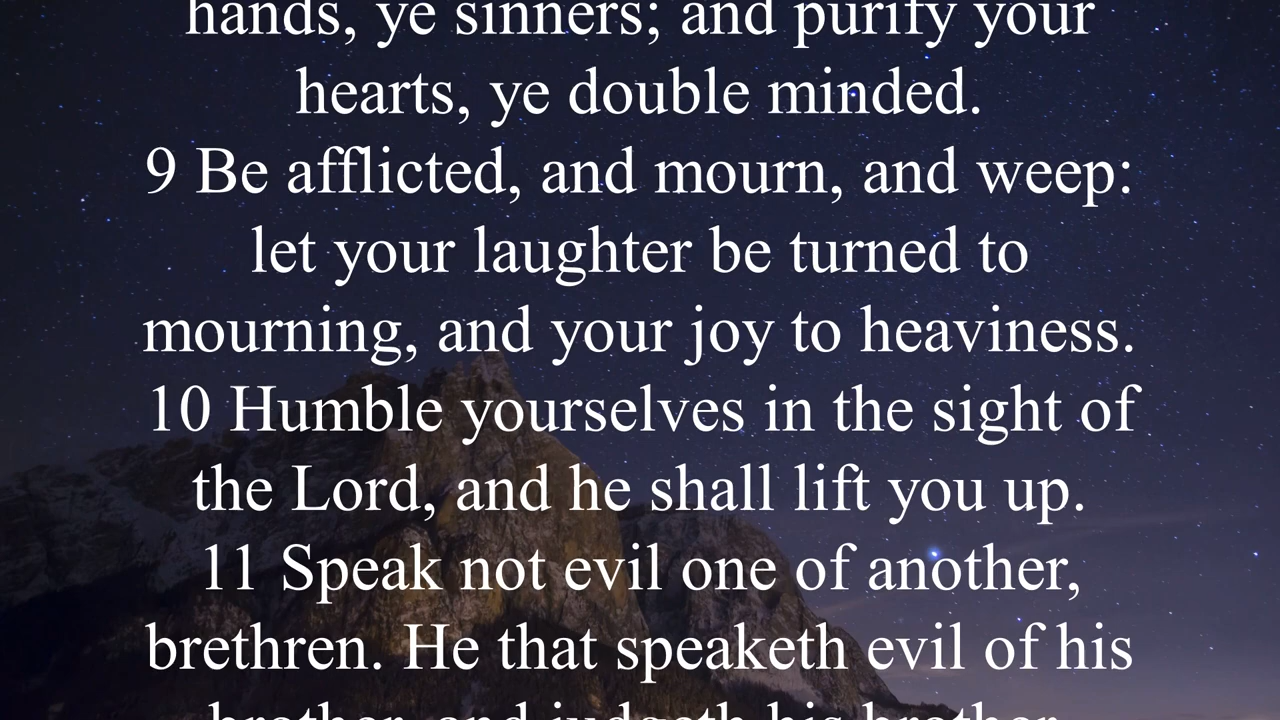 hands, ye sinners; and purify your
hearts, ye double minded.
9 Be afflicted, and mourn, and weep:
let your laughter be turned to
mourning, and your joy to heaviness.
10 Humble yourselves in the sight of
the Lord, and he shall lift you up.
11 Speak not evil one of another,
brethren. He that speaketh evil of his
brother, and judgeth his brother,